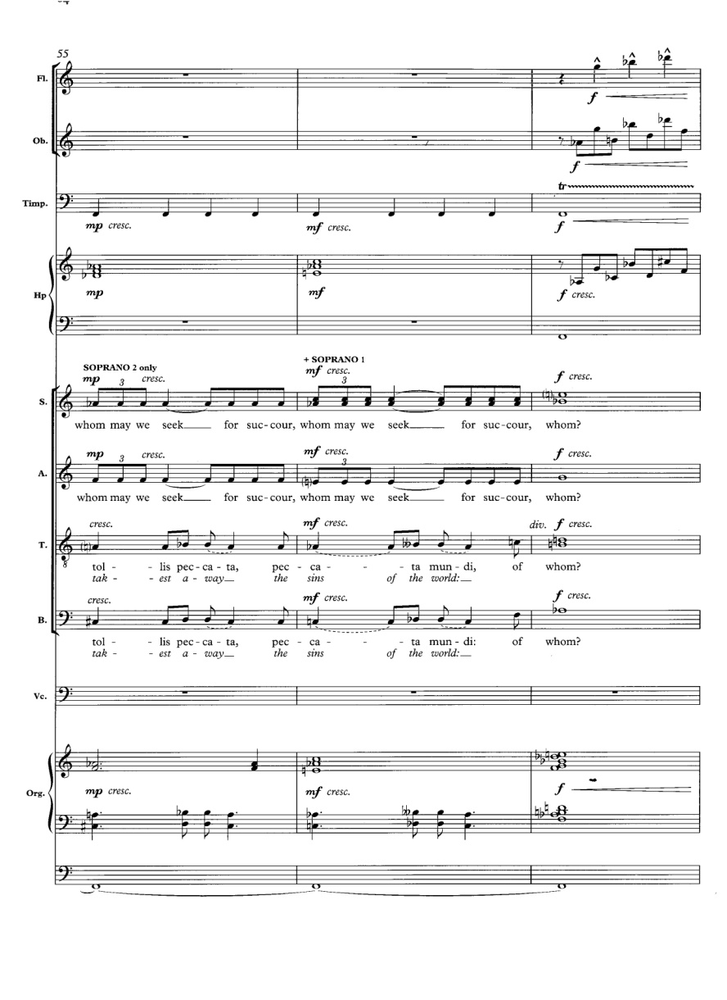 55
Fl.
f
Ob.
f
tr
Timp.
mp cresc.
mf cresc.
f
Hp
mp
mf
f cresc.
SOPRANO 2 only
+ SOPRANO 1
mp 3 cresc.
mf cresc.
3
f cresc.
S.
whom may we seek for suc-cour, whom may we seek for suc-cour, whom?
mp 3 cresc.
mf cresc.
3
f cresc.
A.
whom may we seek for suc-cour, whom may we seek for suc-cour, whom?
cresc.
mf cresc.
div. f cresc.
T.
8
tol - - lis pec-ca-ta, pec - ca - - - ta mun-di, of whom?
tak - - est a-way the sins of the world:
cresc.
mf cresc.
f cresc.
B.
tol - - lis pec-ca-ta, pec - ca - - - ta mun-di: of whom?
tak - - est a-way the sins of the world:
Vc.
Org.
mp cresc.
mf cresc.
f